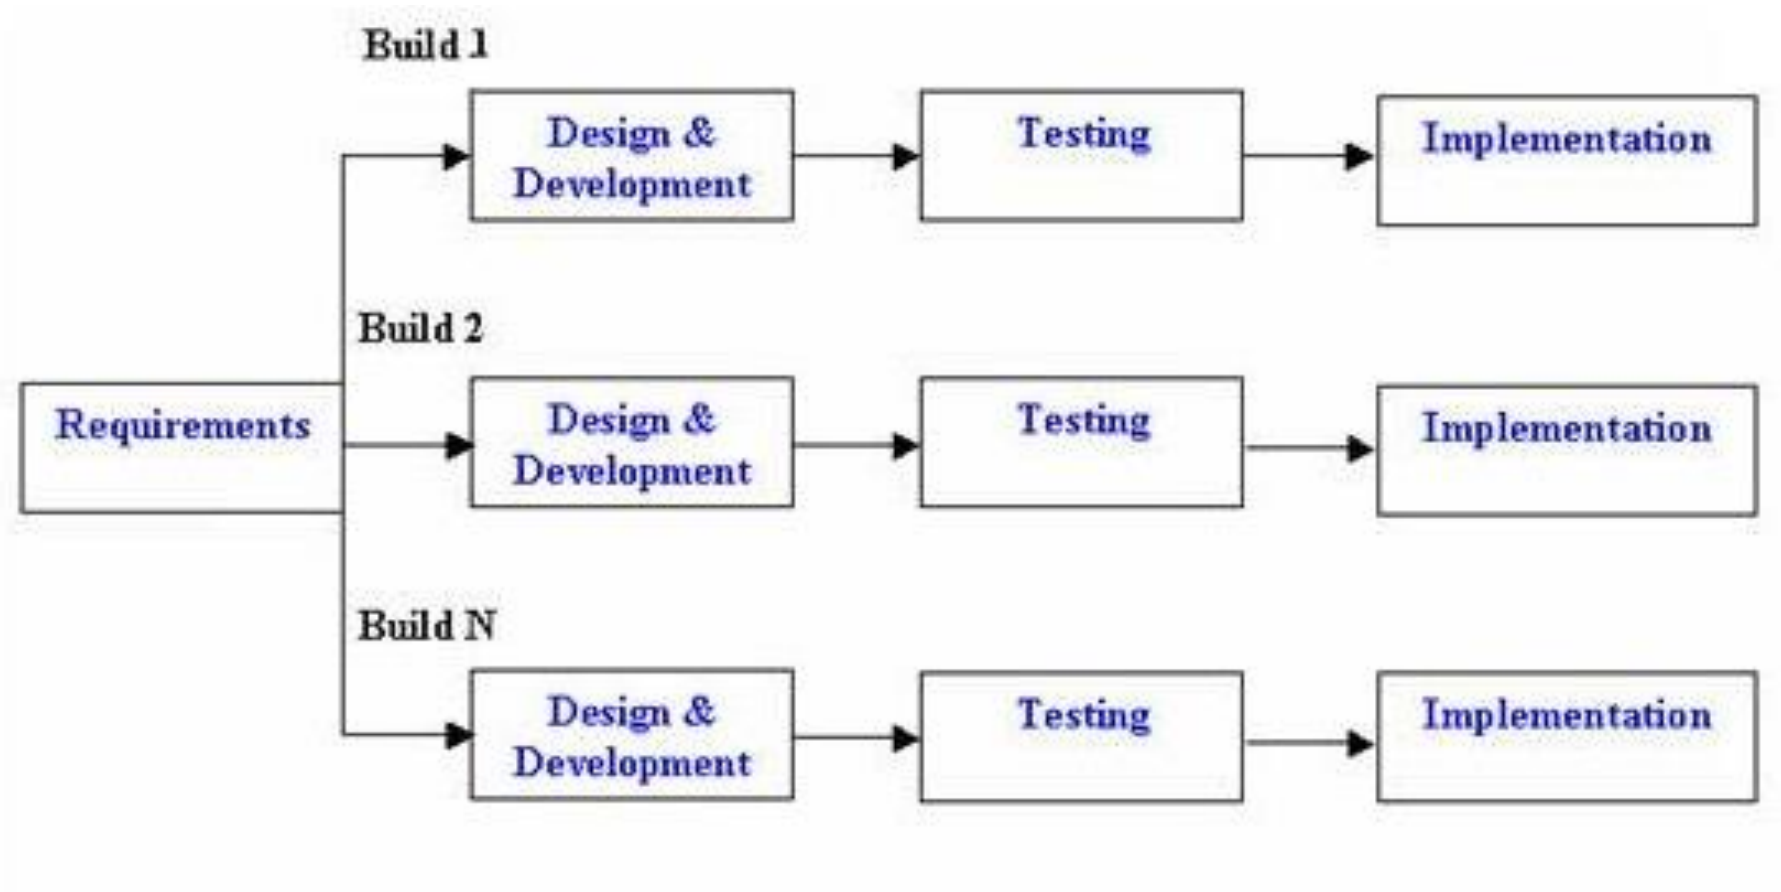 Build 1
Design &
Development
Testing
Implementation
Build 2
Requirements
Design &
Development
Testing
Implementation
Build N
Design &
Development
Testing
Implementation